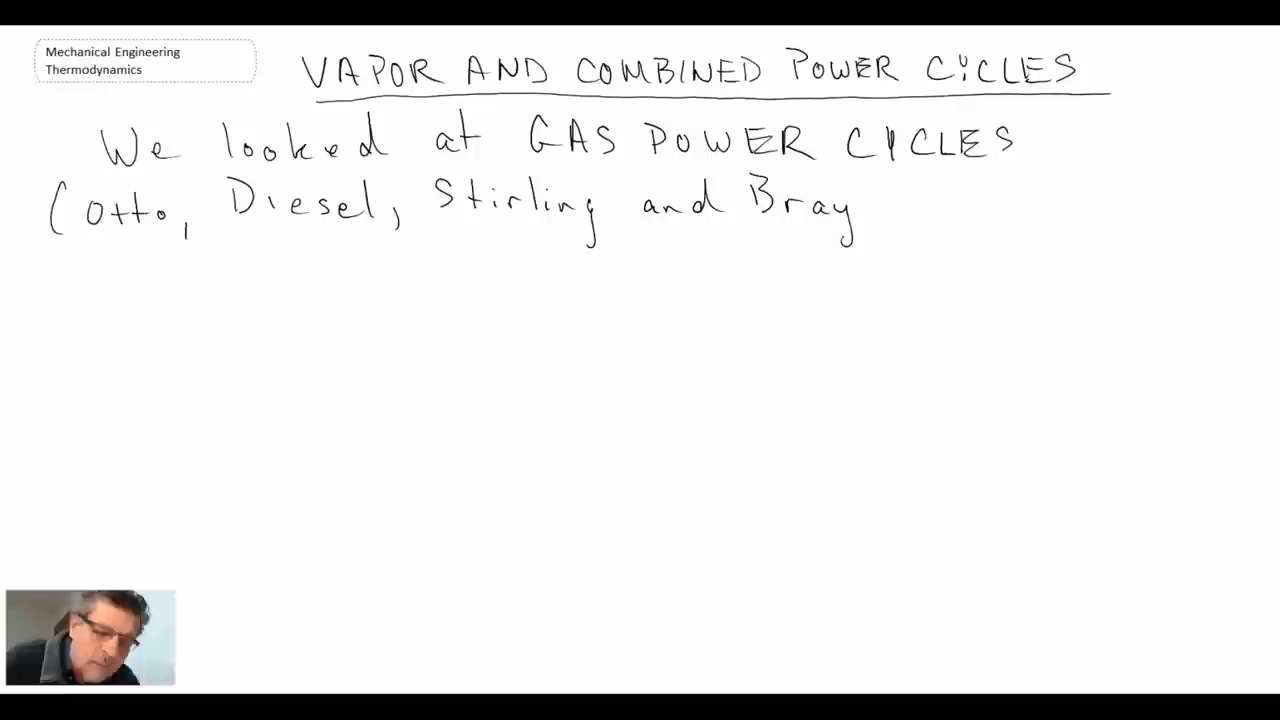 Mechanical Engineering
Thermodynamics
VAPOR AND COMBINED POWER CYCLES
We looked at GAS POWER CYCLES
(Otto, Diesel, Stirling and Bray